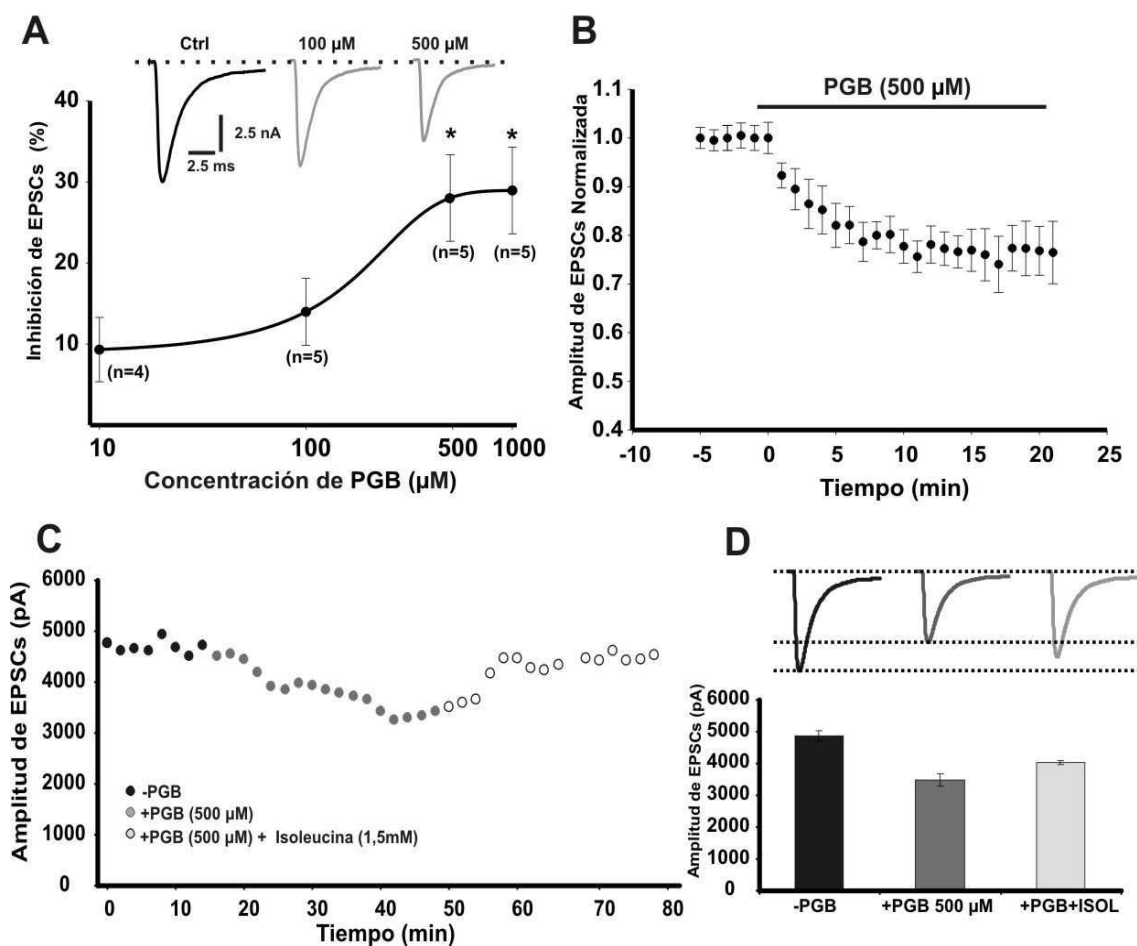 A
Ctrl
100 µM
500 µM
2.5 nA
2.5 ms
* *
40
30
20
10
(n=4)
(n=5)
(n=5)
(n=5)
Inhibición de EPSCs (%)
10 100 500 1000
Concentración de PGB (µM)
B
PGB (500 µM)
1.0
0.9
0.8
0.7
0.6
0.5
0.4
Amplitud de EPSCs Normalizada
-10 -5 0 5 10 15 20 25
Tiempo (min)
C
6000
5000
4000
3000
2000
1000
0
Amplitud de EPSCs (pA)
-PGB
+PGB (500 µM)
+PGB (500 µM) + Isoleucina (1,5mM)
0 10 20 30 40 50 60 70 80
Tiempo (min)
D
6000
5000
4000
3000
2000
1000
0
Amplitud de EPSCs (pA)
-PGB +PGB 500 µM +PGB+ISOL